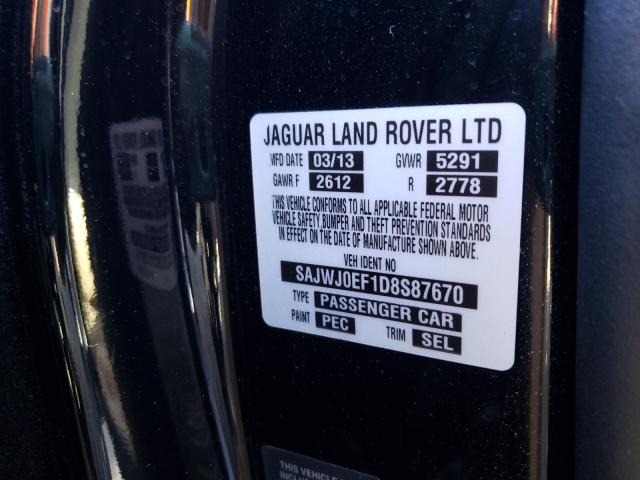 JAGUAR LAND ROVER LTD
MFD DATE 03/13 GVWR 5291
GAWR F 2612 R 2778
THIS VEHICLE CONFORMS TO ALL APPLICABLE FEDERAL MOTOR
VEHICLE SAFETY, BUMPER AND THEFT PREVENTION STANDARDS
IN EFFECT ON THE DATE OF MANUFACTURE SHOWN ABOVE.
VEH IDENT NO
SAJWJ0EF1D8S87670
TYPE PASSENGER CAR
PAINT PEC TRIM SEL
THIS VEHICLE